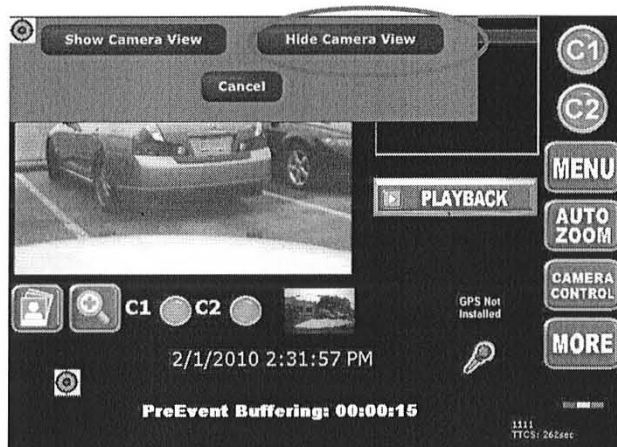 Show Camera View
Hide Camera View
Cancel
C1
C2
MENU
PLAYBACK
AUTO
ZOOM
CAMERA
CONTROL
C1 C2
GPS Not
Installed
MORE
2/1/2010 2:31:57 PM
PreEvent Buffering: 00:00:15
1111
TTCS: 262sec